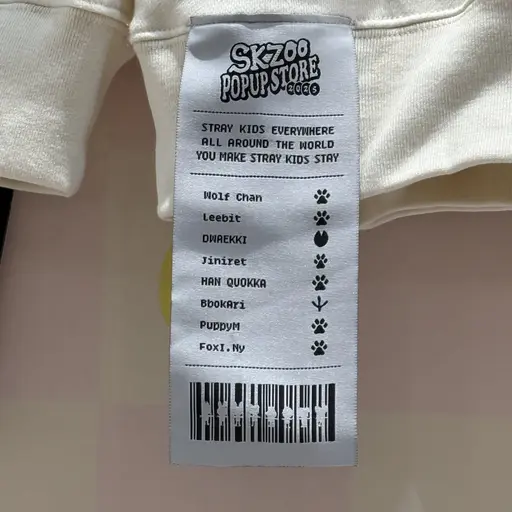 SKZOO
POPUP STORE
2025
STRAY KIDS EVERYWHERE
ALL AROUND THE WORLD
YOU MAKE STRAY KIDS STAY
Wolf Chan
Leebit
DWAEKKI
Jiniret
HAN QUOKKA
BbokAri
PuppyM
FoxI.Ny